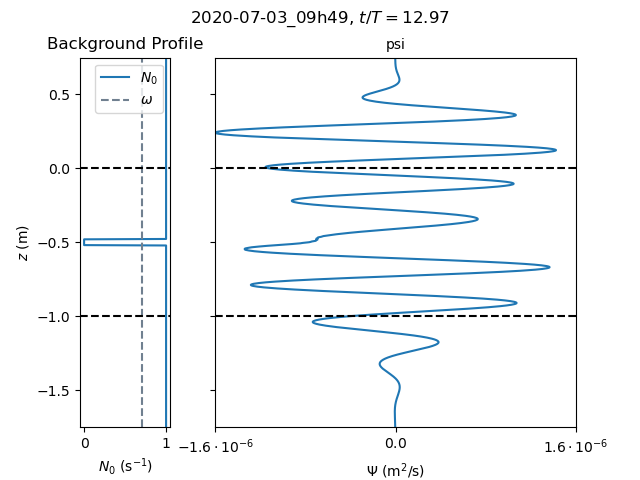 2020-07-03_09h49, t/T = 12.97
Background Profile
psi
N₀
ω
0.5
0.0
−0.5
−1.0
−1.5
z (m)
0
1
N₀ (s⁻¹)
−1.6 · 10⁻⁶
0.0
1.6 · 10⁻⁶
Ψ (m²/s)